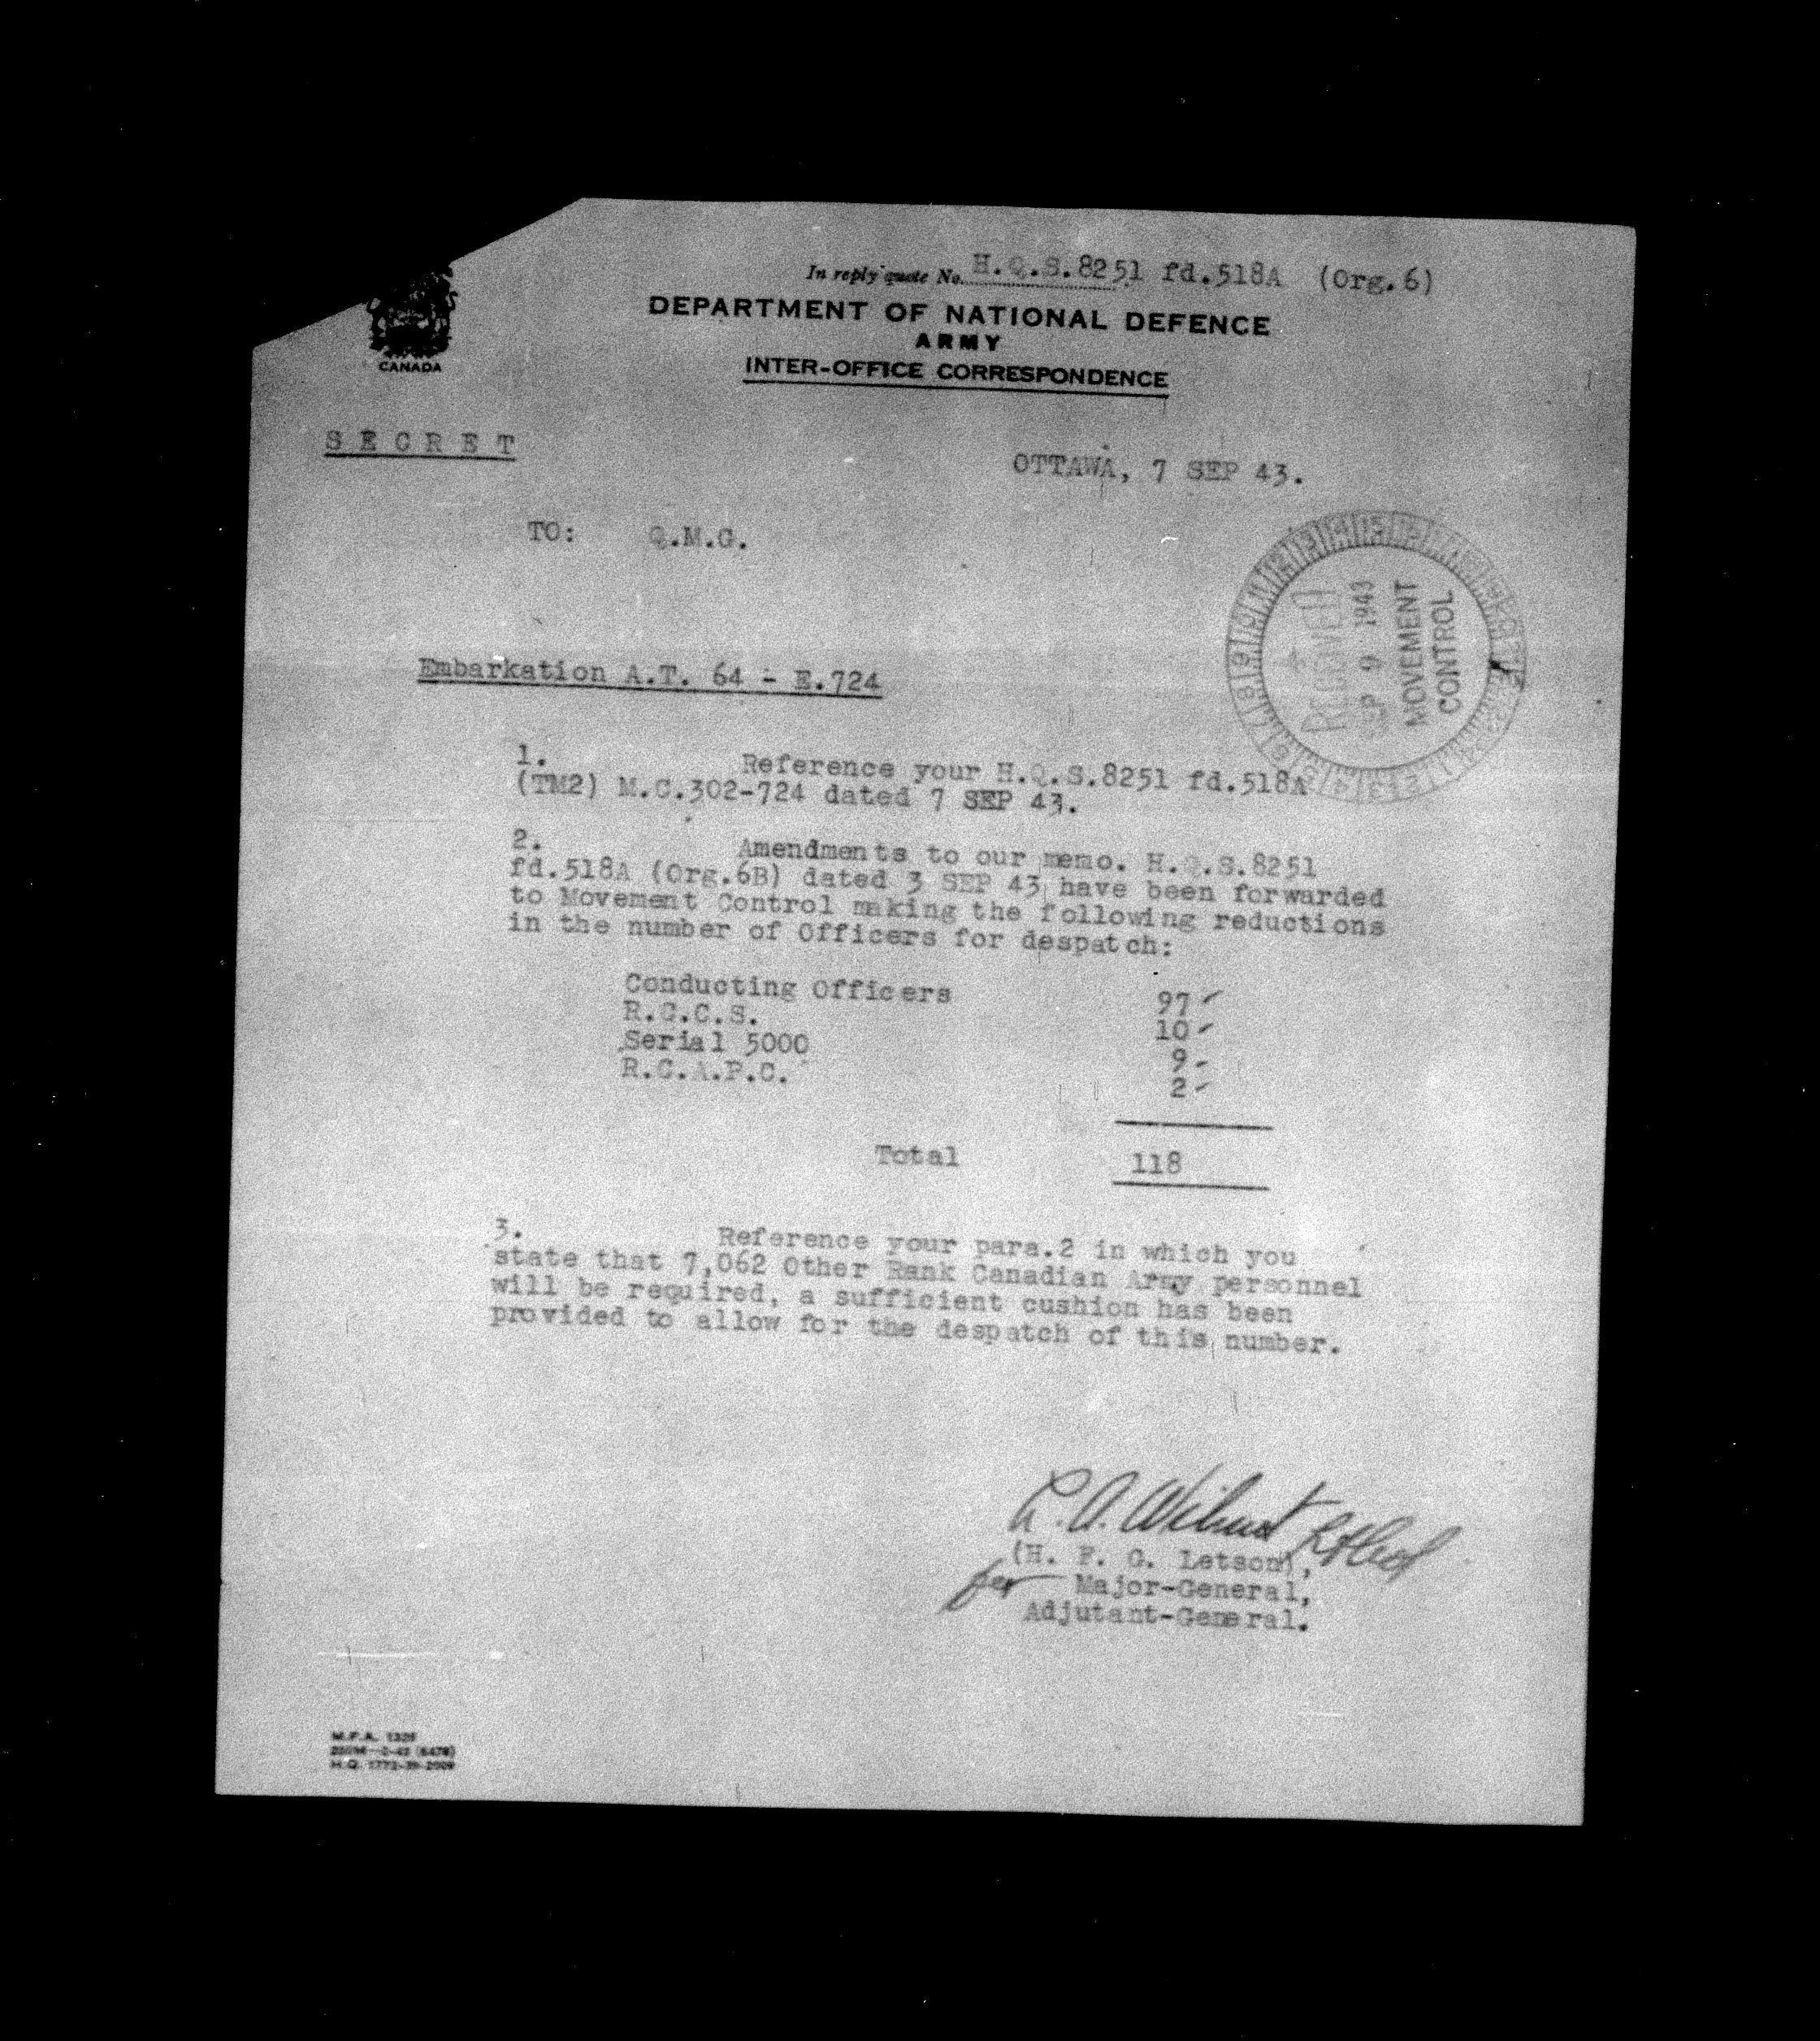 In reply quote No. H.Q.S.8251 fd.518A (Org.6)
DEPARTMENT OF NATIONAL DEFENCE
ARMY
INTER-OFFICE CORRESPONDENCE
CANADA
SECRET
OTTAWA, 7 SEP 43.
TO: Q.M.G.
RECEIVED
SEP 9 1943
MOVEMENT
CONTROL
Embarkation A.T. 64 - E.724
1. Reference your H.Q.S.8251 fd.518A
(TM2) M.C.302-724 dated 7 SEP 43.
2. Amendments to our memo. H.Q.S.8251
fd.518A (Org.6B) dated 3 SEP 43 have been forwarded
to Movement Control making the following reductions
in the number of Officers for despatch:
Conducting Officers 97
R.C.C.S. 10
Serial 5000 9
R.C.A.P.C. 2
Total 118
3. Reference your para.2 in which you
state that 7,062 Other Rank Canadian Army personnel
will be required, a sufficient cushion has been
provided to allow for the despatch of this number.
(H. F. G. Letson),
for Major-General,
Adjutant-General.
M.F.A. 
H.Q. 1772-39-2009